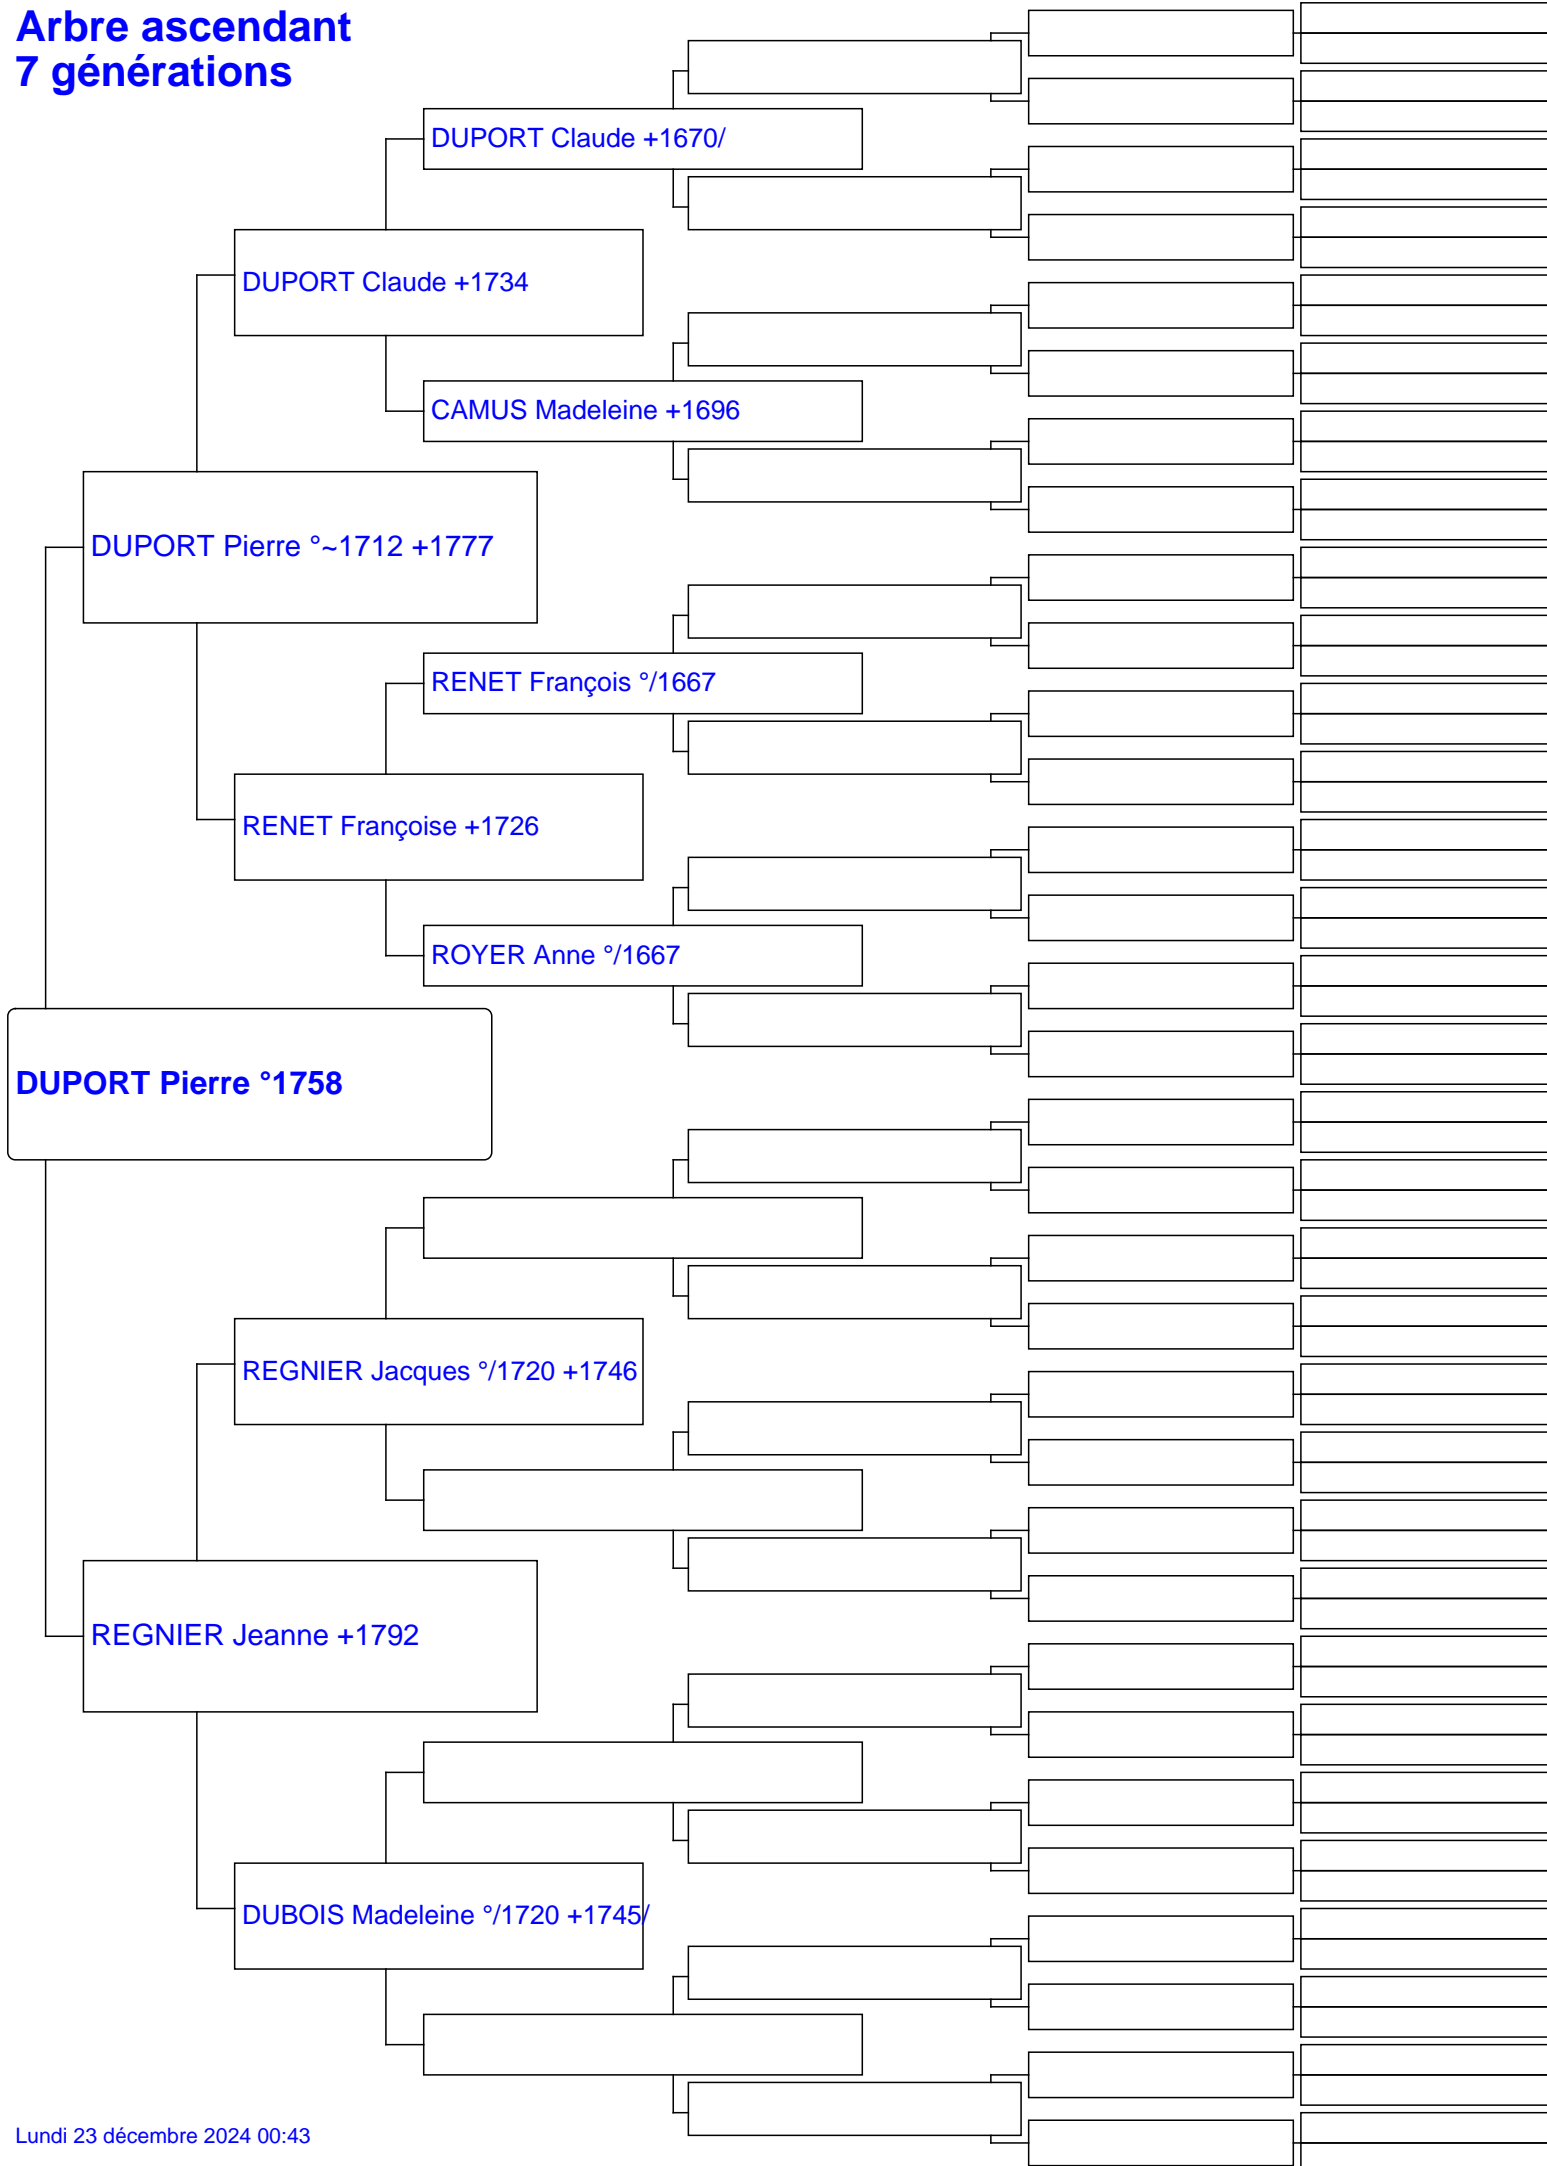 Arbre ascendant
7 générations
DUPORT Claude +1670/
DUPORT Claude +1734
CAMUS Madeleine +1696
DUPORT Pierre °~1712 +1777
RENET François °/1667
RENET Françoise +1726
ROYER Anne °/1667
DUPORT Pierre °1758
REGNIER Jacques °/1720 +1746
REGNIER Jeanne +1792
DUBOIS Madeleine °/1720 +1745/
Lundi 23 décembre 2024 00:43